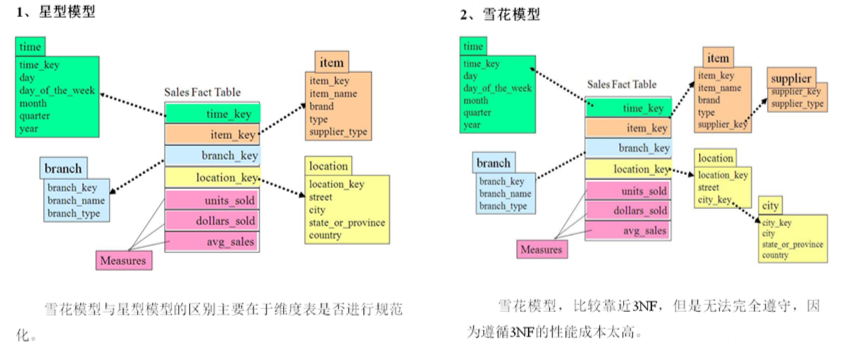 1、星型模型
time
time_key
day
day_of_the_week
month
quarter
year
item
item_key
item_name
brand
type
supplier_type
Sales Fact Table
time_key
item_key
branch_key
location_key
units_sold
dollars_sold
avg_sales
branch
branch_key
branch_name
branch_type
location
location_key
street
city
state_or_province
country
Measures
雪花模型与星型模型的区别主要在于维度表是否进行规范
化。
2、雪花模型
time
time_key
day
day_of_the_week
month
quarter
year
item
item_key
item_name
brand
type
supplier_key
supplier
supplier_key
supplier_type
Sales Fact Table
time_key
item_key
branch_key
location_key
units_sold
dollars_sold
avg_sales
branch
branch_key
branch_name
branch_type
location
location_key
street
city_key
city
city_key
city
state_or_province
country
Measures
雪花模型，比较靠近3NF，但是无法完全遵守，因
为遵循3NF的性能成本太高。